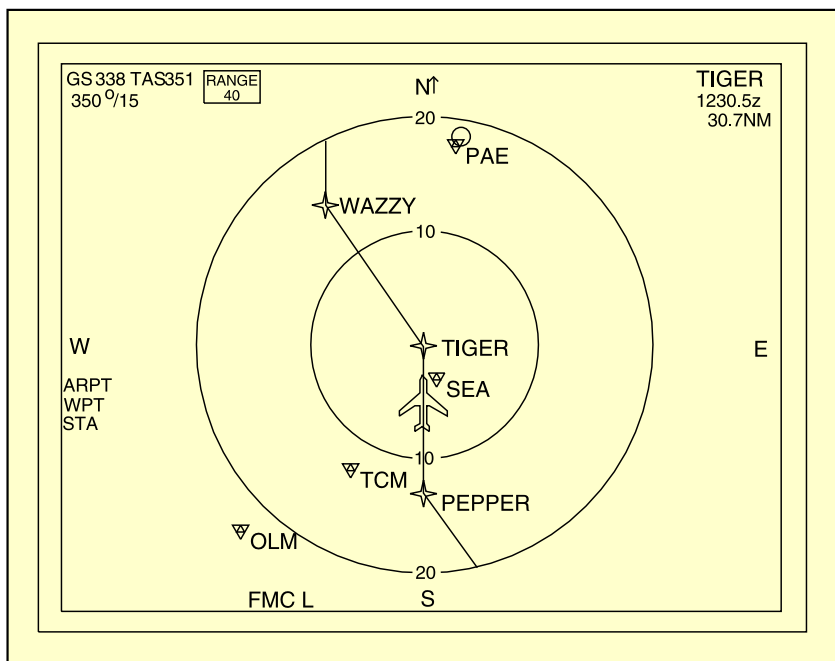 GS 338 TAS351
350°/15
RANGE
40
N↑
TIGER
1230.5z
30.7NM
20
PAE
WAZZY
10
W
TIGER
E
ARPT
WPT
STA
SEA
10
TCM
PEPPER
OLM
20
FMC L
S